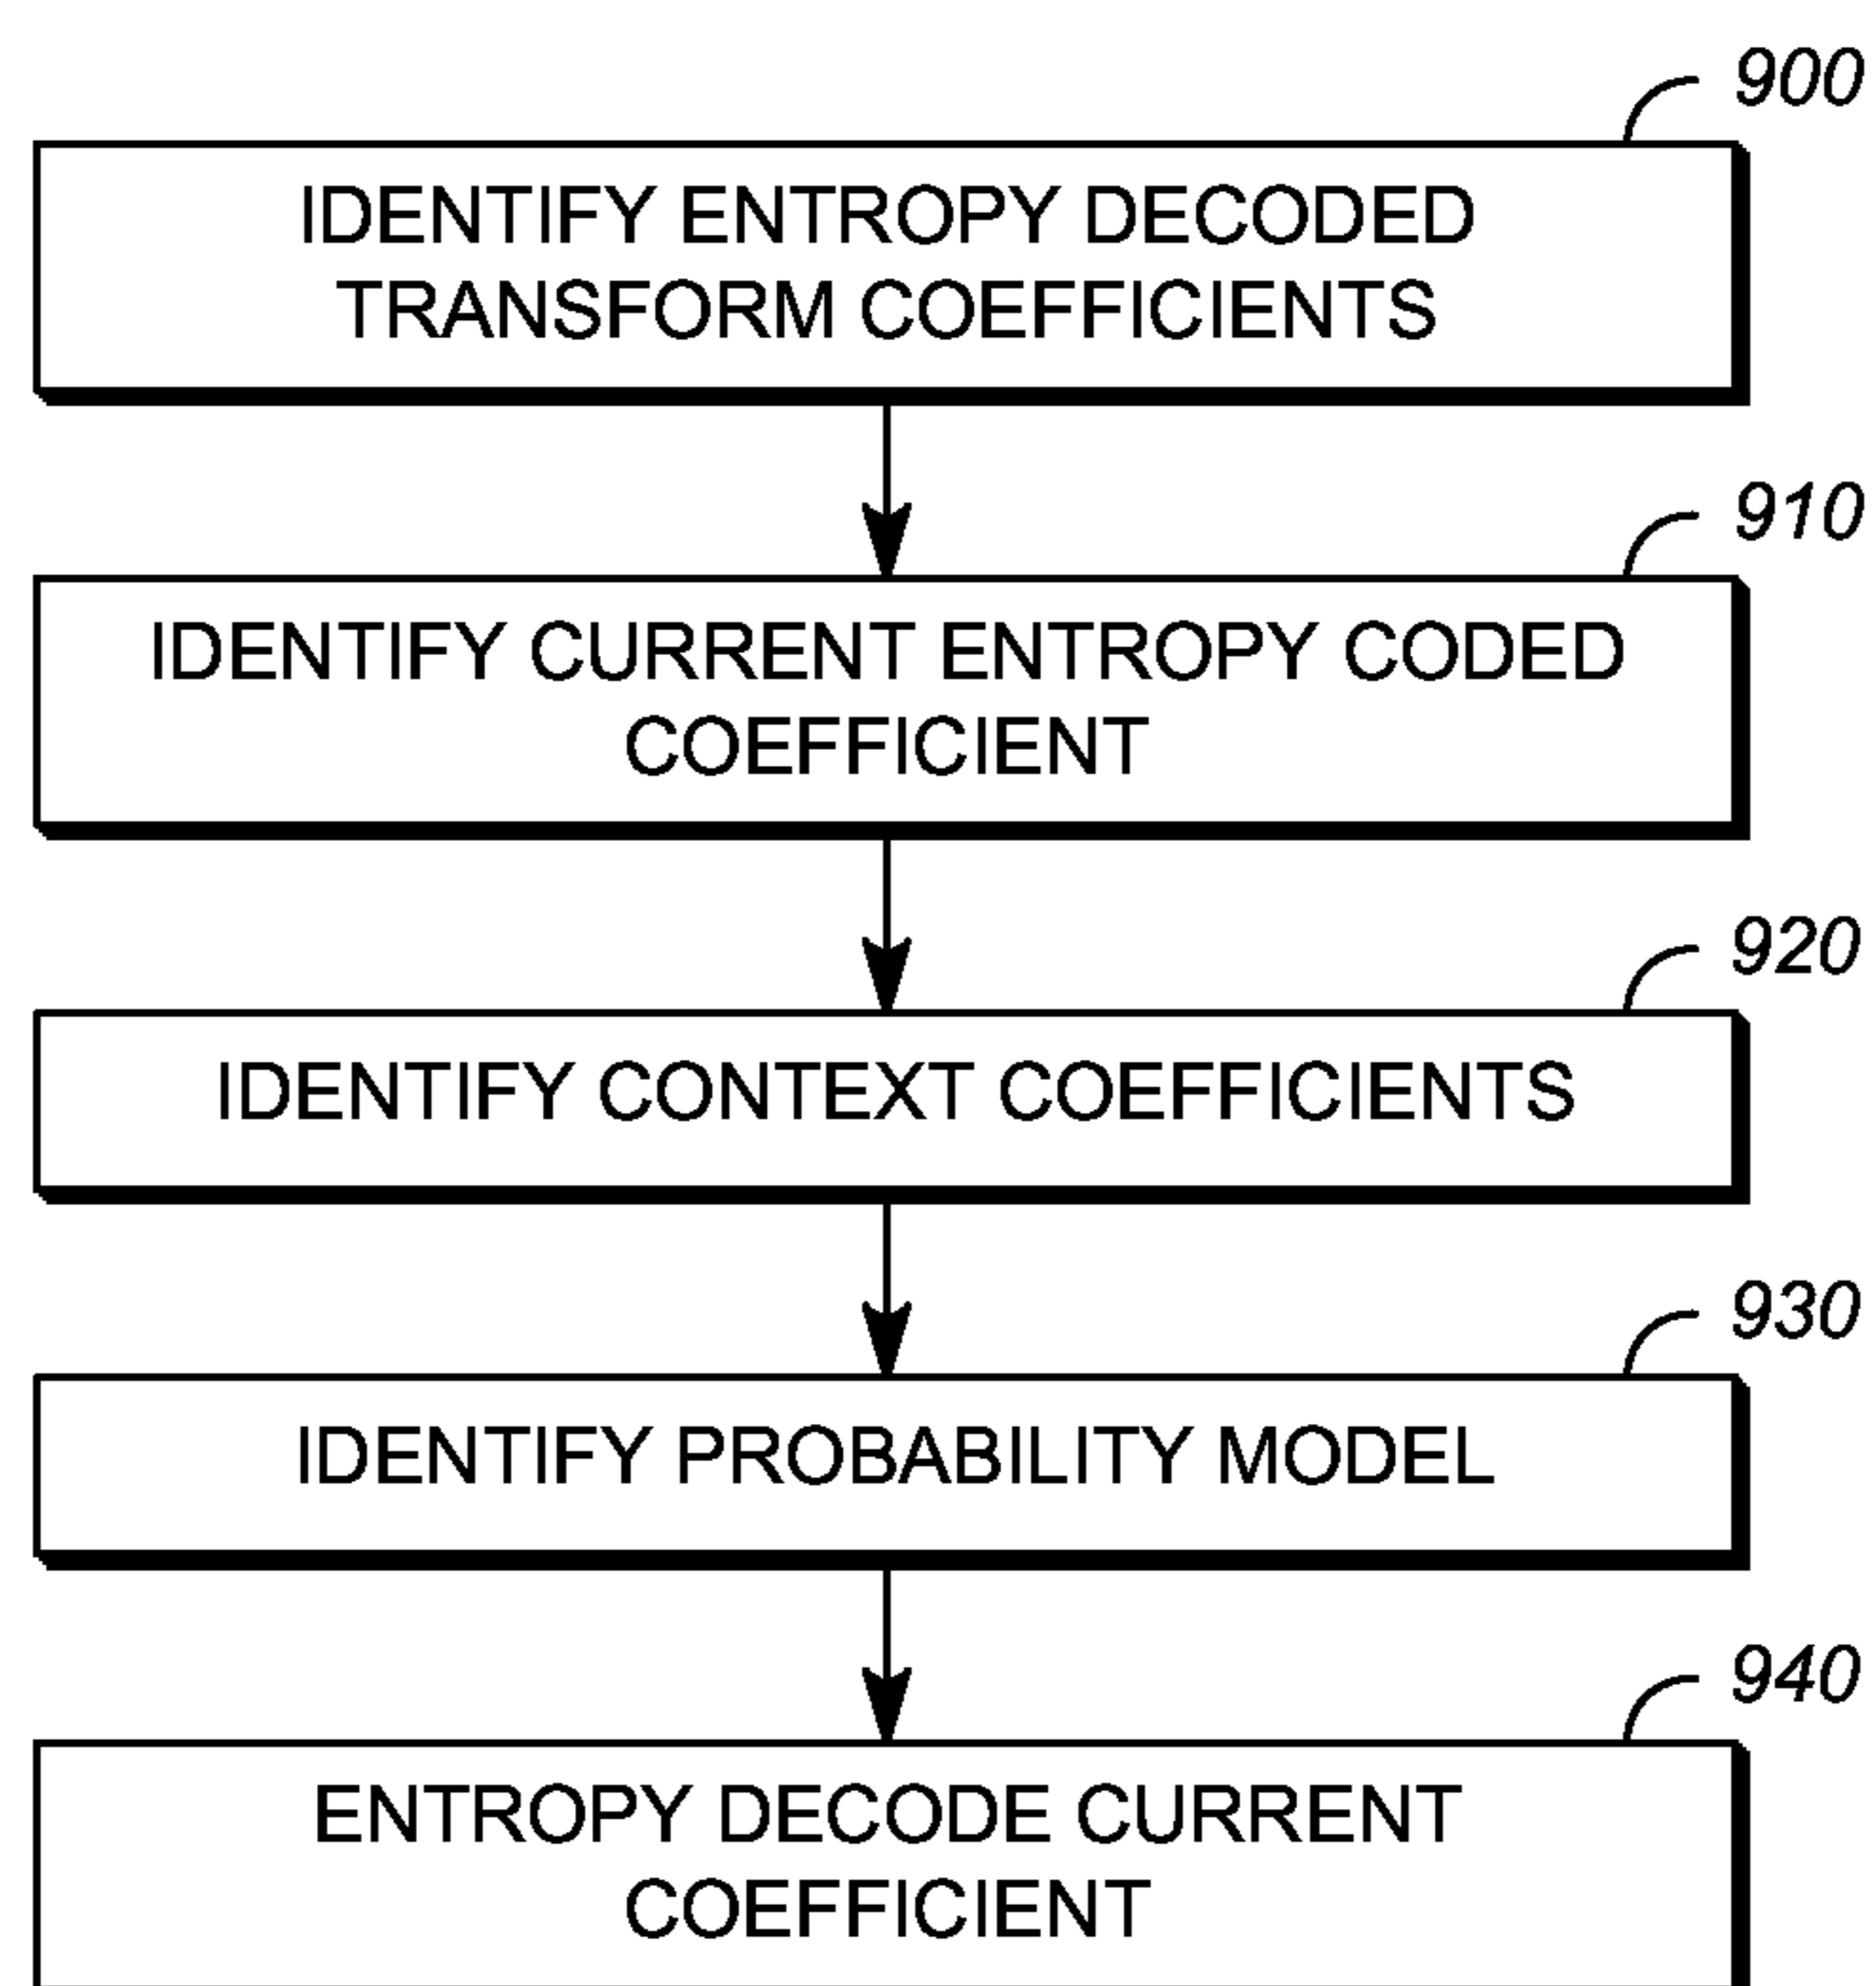 900
IDENTIFY ENTROPY DECODED
TRANSFORM COEFFICIENTS
910
IDENTIFY CURRENT ENTROPY CODED
COEFFICIENT
920
IDENTIFY CONTEXT COEFFICIENTS
930
IDENTIFY PROBABILITY MODEL
940
ENTROPY DECODE CURRENT
COEFFICIENT